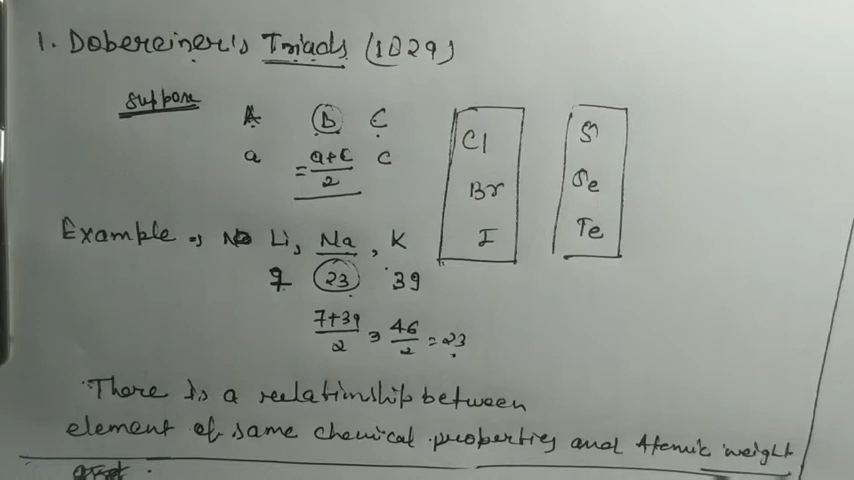 1. Dobereiner's Triads (1829)
Suppose
A B C
a = a+c/2 c
Cl
Br
I
S
Se
Te
Example → Li, Na, K
7 23 39
7+39/2 ⇒ 46/2 = 23
There is a relationship between
element of same chemical properties and Atomic weight